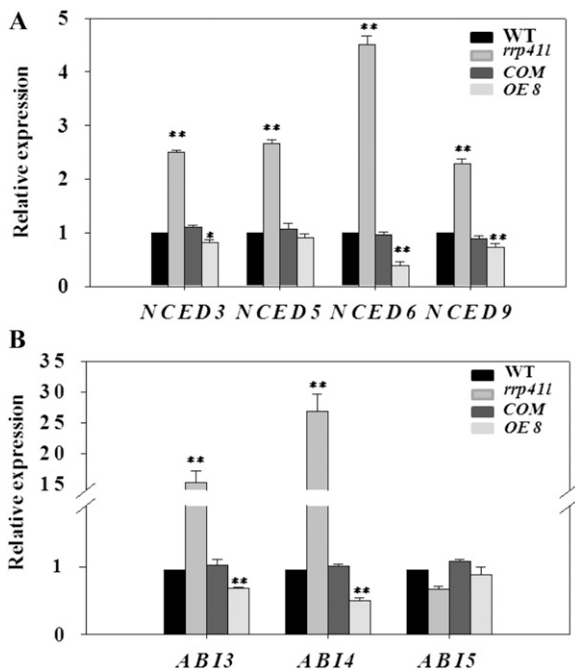 A
Relative expression
5
4
3
2
1
0
WT
rrp41l
COM
OE 8
**
**
**
**
*
**
**
NCED3 NCED5 NCED6 NCED9
B
Relative expression
35
30
25
20
15
1
0
WT
rrp41l
COM
OE 8
**
**
**
**
ABI3 ABI4 ABI5